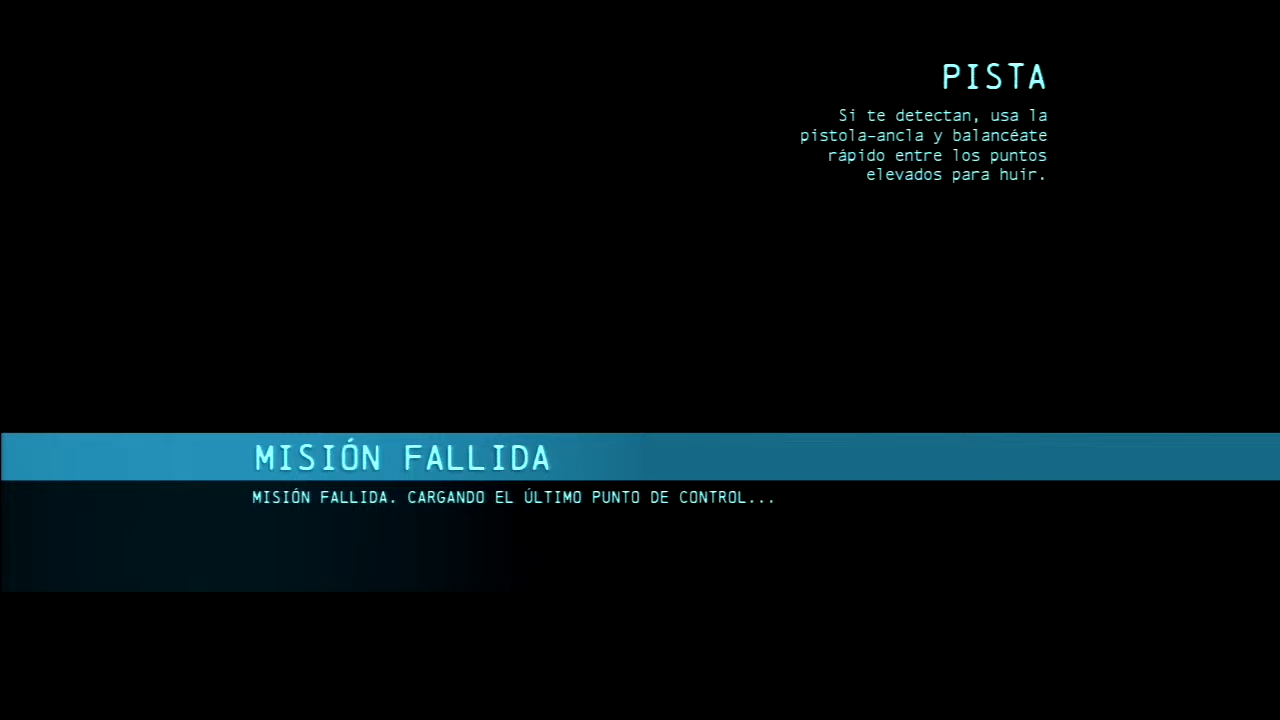 PISTA
Si te detectan, usa la
pistola-ancla y balancéate
rápido entre los puntos
elevados para huir.
MISIÓN FALLIDA
MISIÓN FALLIDA. CARGANDO EL ÚLTIMO PUNTO DE CONTROL...